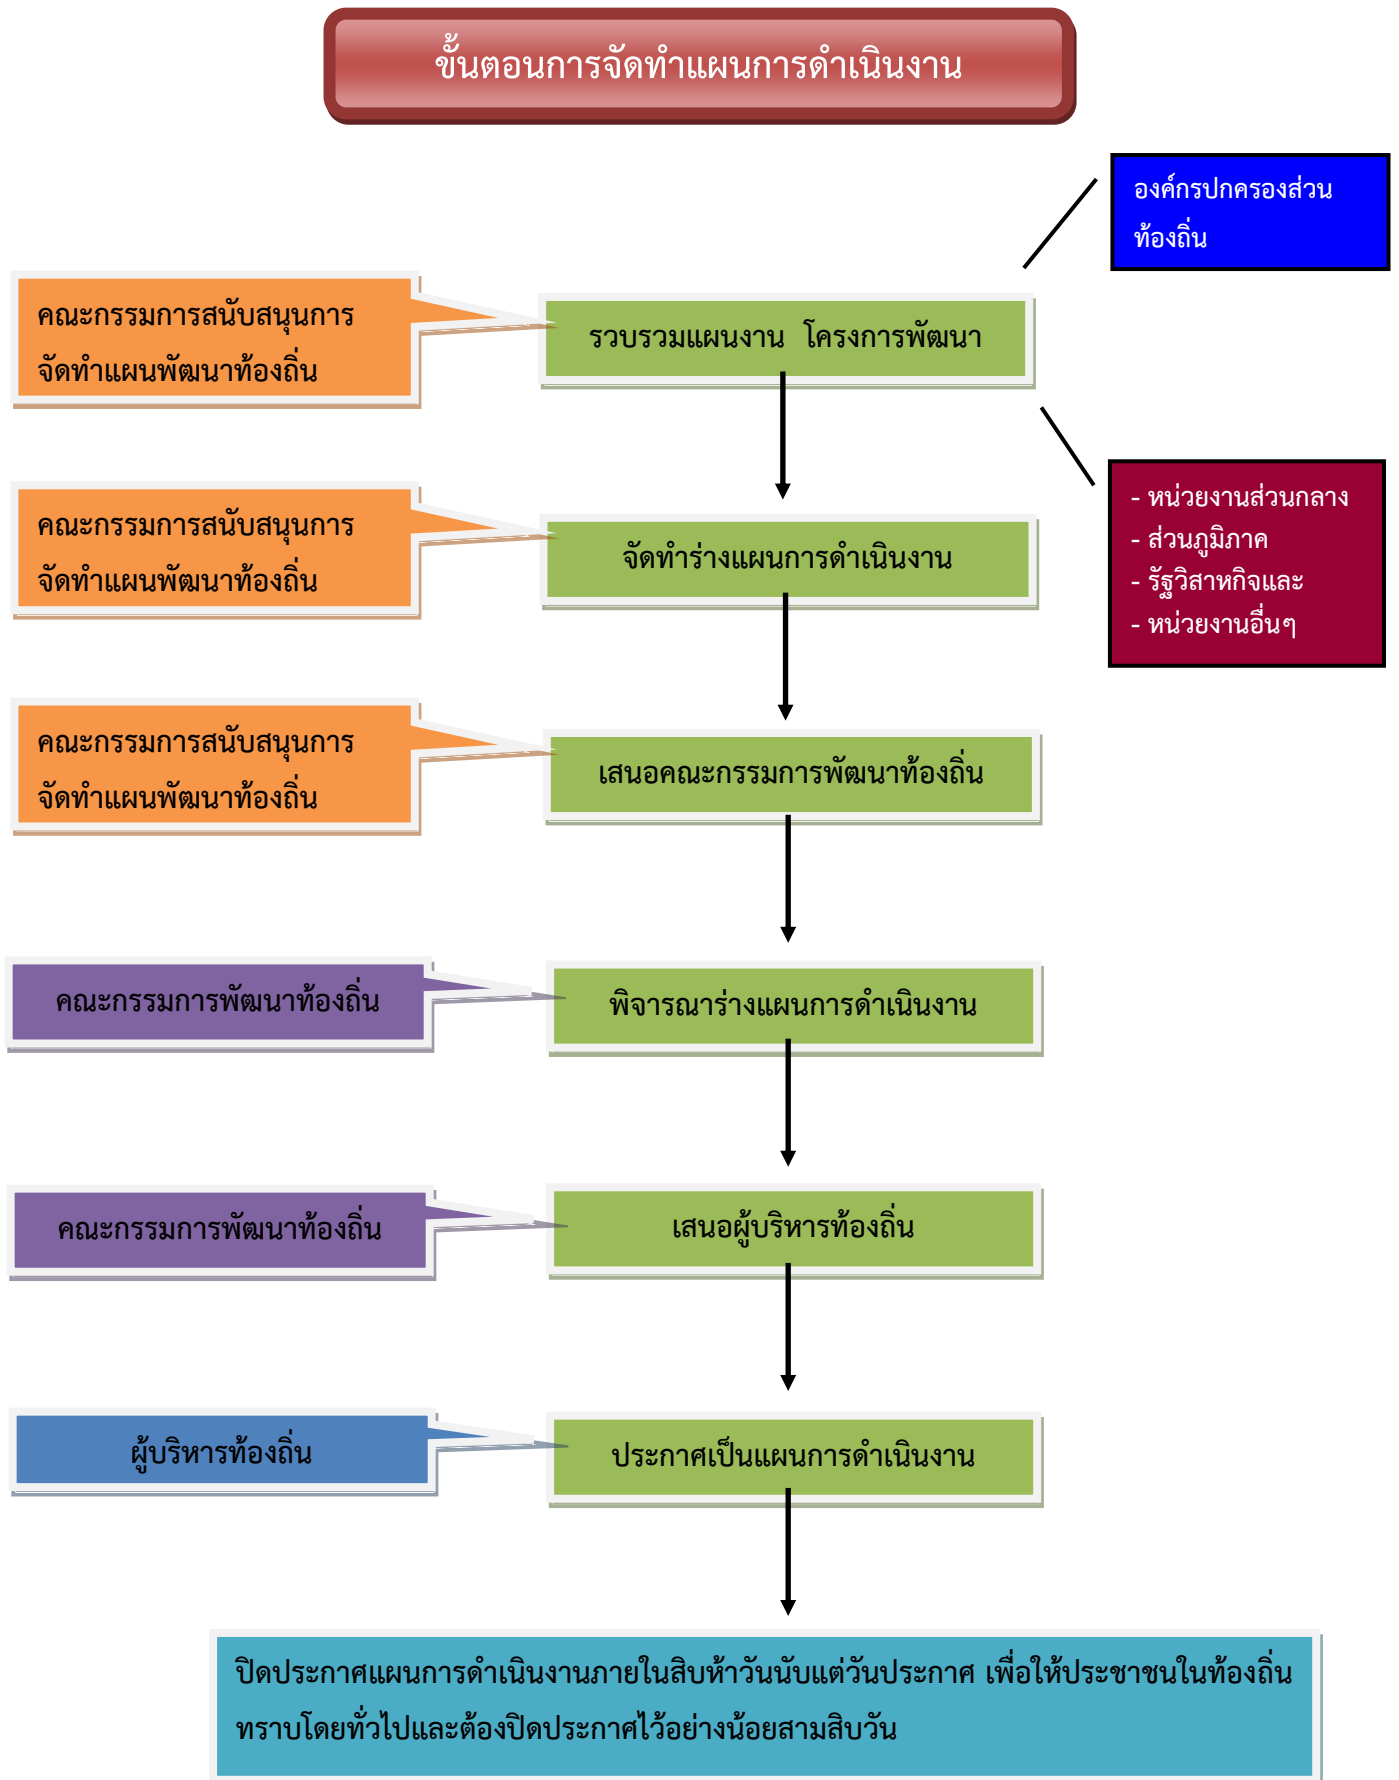 ขั้นตอนการจัดทำแผนการดำเนินงาน
องค์กรปกครองส่วน
ท้องถิ่น
คณะกรรมการสนับสนุนการ
จัดทำแผนพัฒนาท้องถิ่น
รวบรวมแผนงาน โครงการพัฒนา
- หน่วยงานส่วนกลาง
- ส่วนภูมิภาค
- รัฐวิสาหกิจและ
- หน่วยงานอื่นๆ
คณะกรรมการสนับสนุนการ
จัดทำแผนพัฒนาท้องถิ่น
จัดทำร่างแผนการดำเนินงาน
คณะกรรมการสนับสนุนการ
จัดทำแผนพัฒนาท้องถิ่น
เสนอคณะกรรมการพัฒนาท้องถิ่น
คณะกรรมการพัฒนาท้องถิ่น
พิจารณาร่างแผนการดำเนินงาน
คณะกรรมการพัฒนาท้องถิ่น
เสนอผู้บริหารท้องถิ่น
ผู้บริหารท้องถิ่น
ประกาศเป็นแผนการดำเนินงาน
ปิดประกาศแผนการดำเนินงานภายในสิบห้าวันนับแต่วันประกาศ เพื่อให้ประชาชนในท้องถิ่น
ทราบโดยทั่วไปและต้องปิดประกาศไว้อย่างน้อยสามสิบวัน